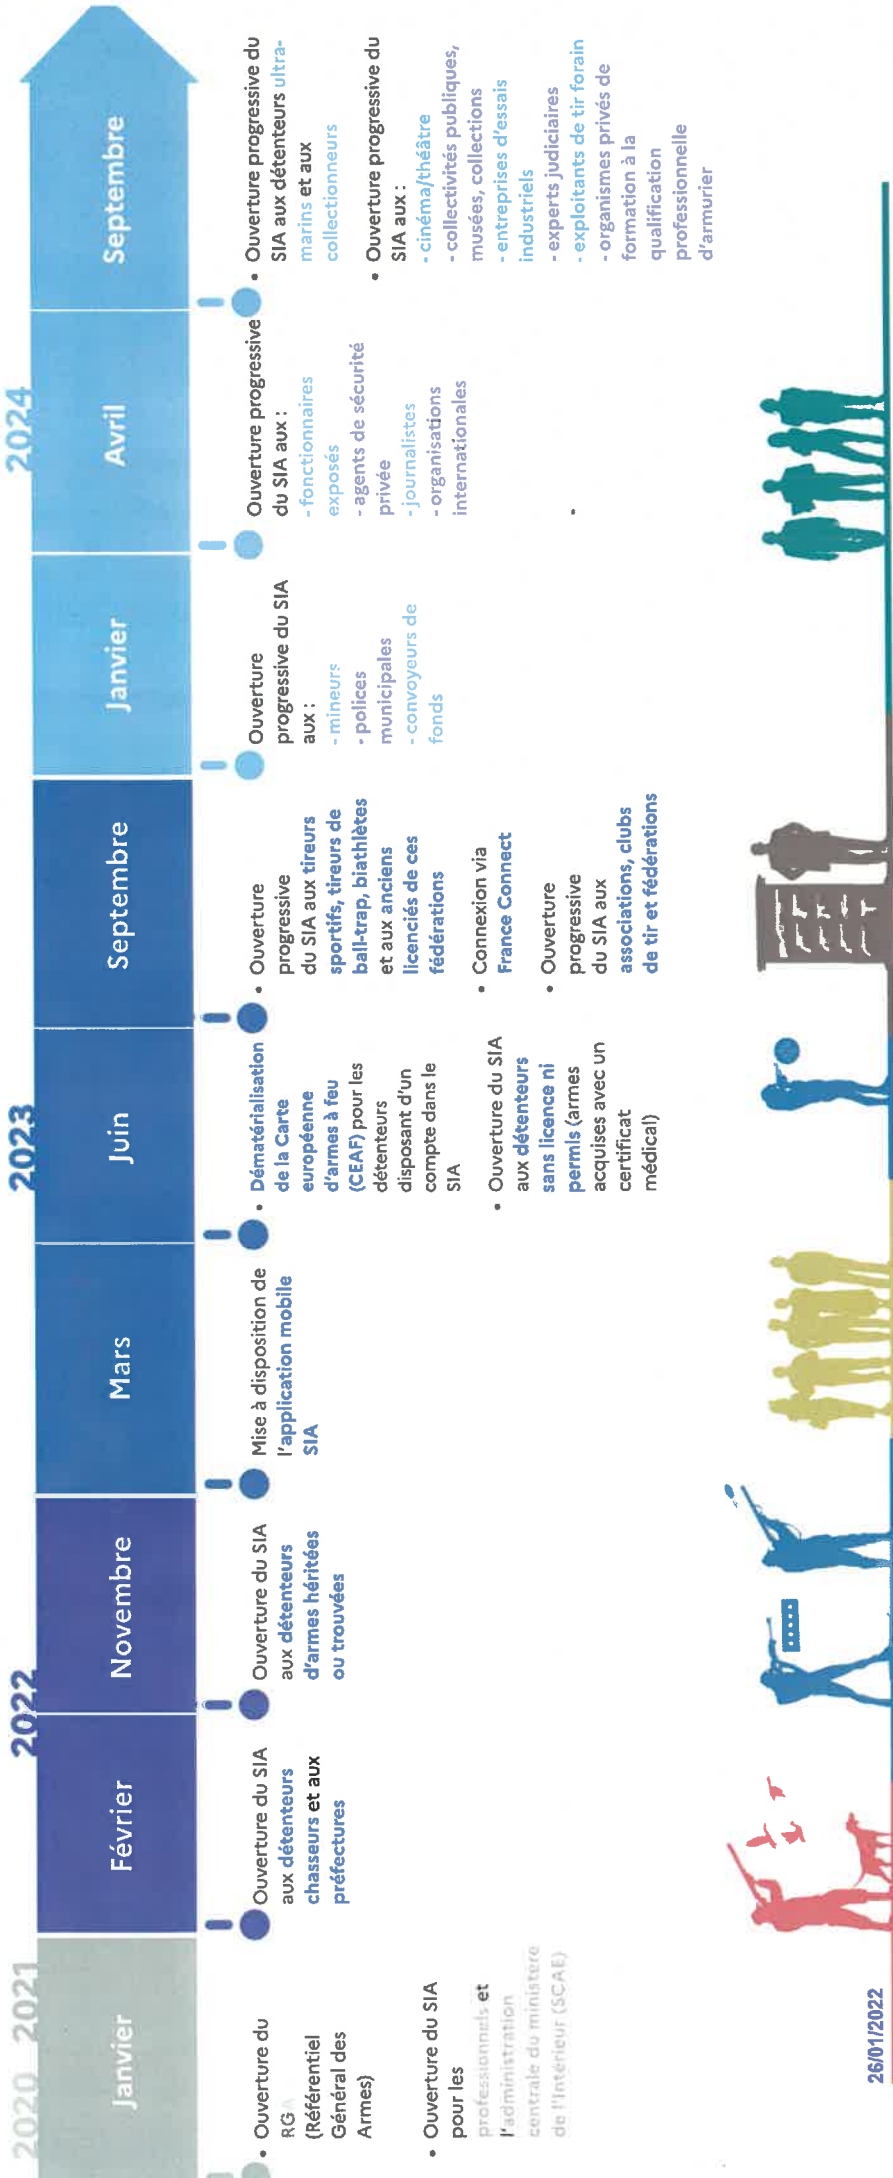 2020 2021
Janvier
• Ouverture du
RGA
(Référentiel
Général des
Armes)
• Ouverture du SIA
pour les
professionnels et
l'administration
centrale du ministere
de l'Intérieur (SCAE)
2022
Février
Ouverture du SIA
aux détenteurs
chasseurs et aux
préfectures
Novembre
Ouverture du SIA
aux détenteurs
d'armes héritées
ou trouvées
2023
Mars
Mise à disposition de
l'application mobile
SIA
Juin
• Dématérialisation
de la Carte
européenne
d'armes à feu
(CEAF) pour les
détenteurs
disposant d'un
compte dans le
SIA
• Ouverture du SIA
aux détenteurs
sans licence ni
permis (armes
acquises avec un
certificat
médical)
Septembre
• Ouverture
progressive
du SIA aux tireurs
sportifs, tireurs de
ball-trap, biathlètes
et aux anciens
licenciés de ces
fédérations
• Connexion via
France Connect
• Ouverture
progressive
du SIA aux
associations, clubs
de tir et fédérations
2024
Janvier
Ouverture
progressive du SIA
aux :
- mineurs
- polices
municipales
- convoyeurs de
fonds
Avril
Ouverture progressive
du SIA aux :
- fonctionnaires
exposés
- agents de sécurité
privée
- journalistes
- organisations
internationales
Septembre
• Ouverture progressive du
SIA aux détenteurs ultra-
marins et aux
collectionneurs
• Ouverture progressive du
SIA aux :
- cinéma/théâtre
- collectivités publiques,
musées, collections
- entreprises d'essais
industriels
- experts judiciaires
- exploitants de tir forain
- organismes privés de
formation à la
qualification
professionnelle
d'armurier
26/01/2022